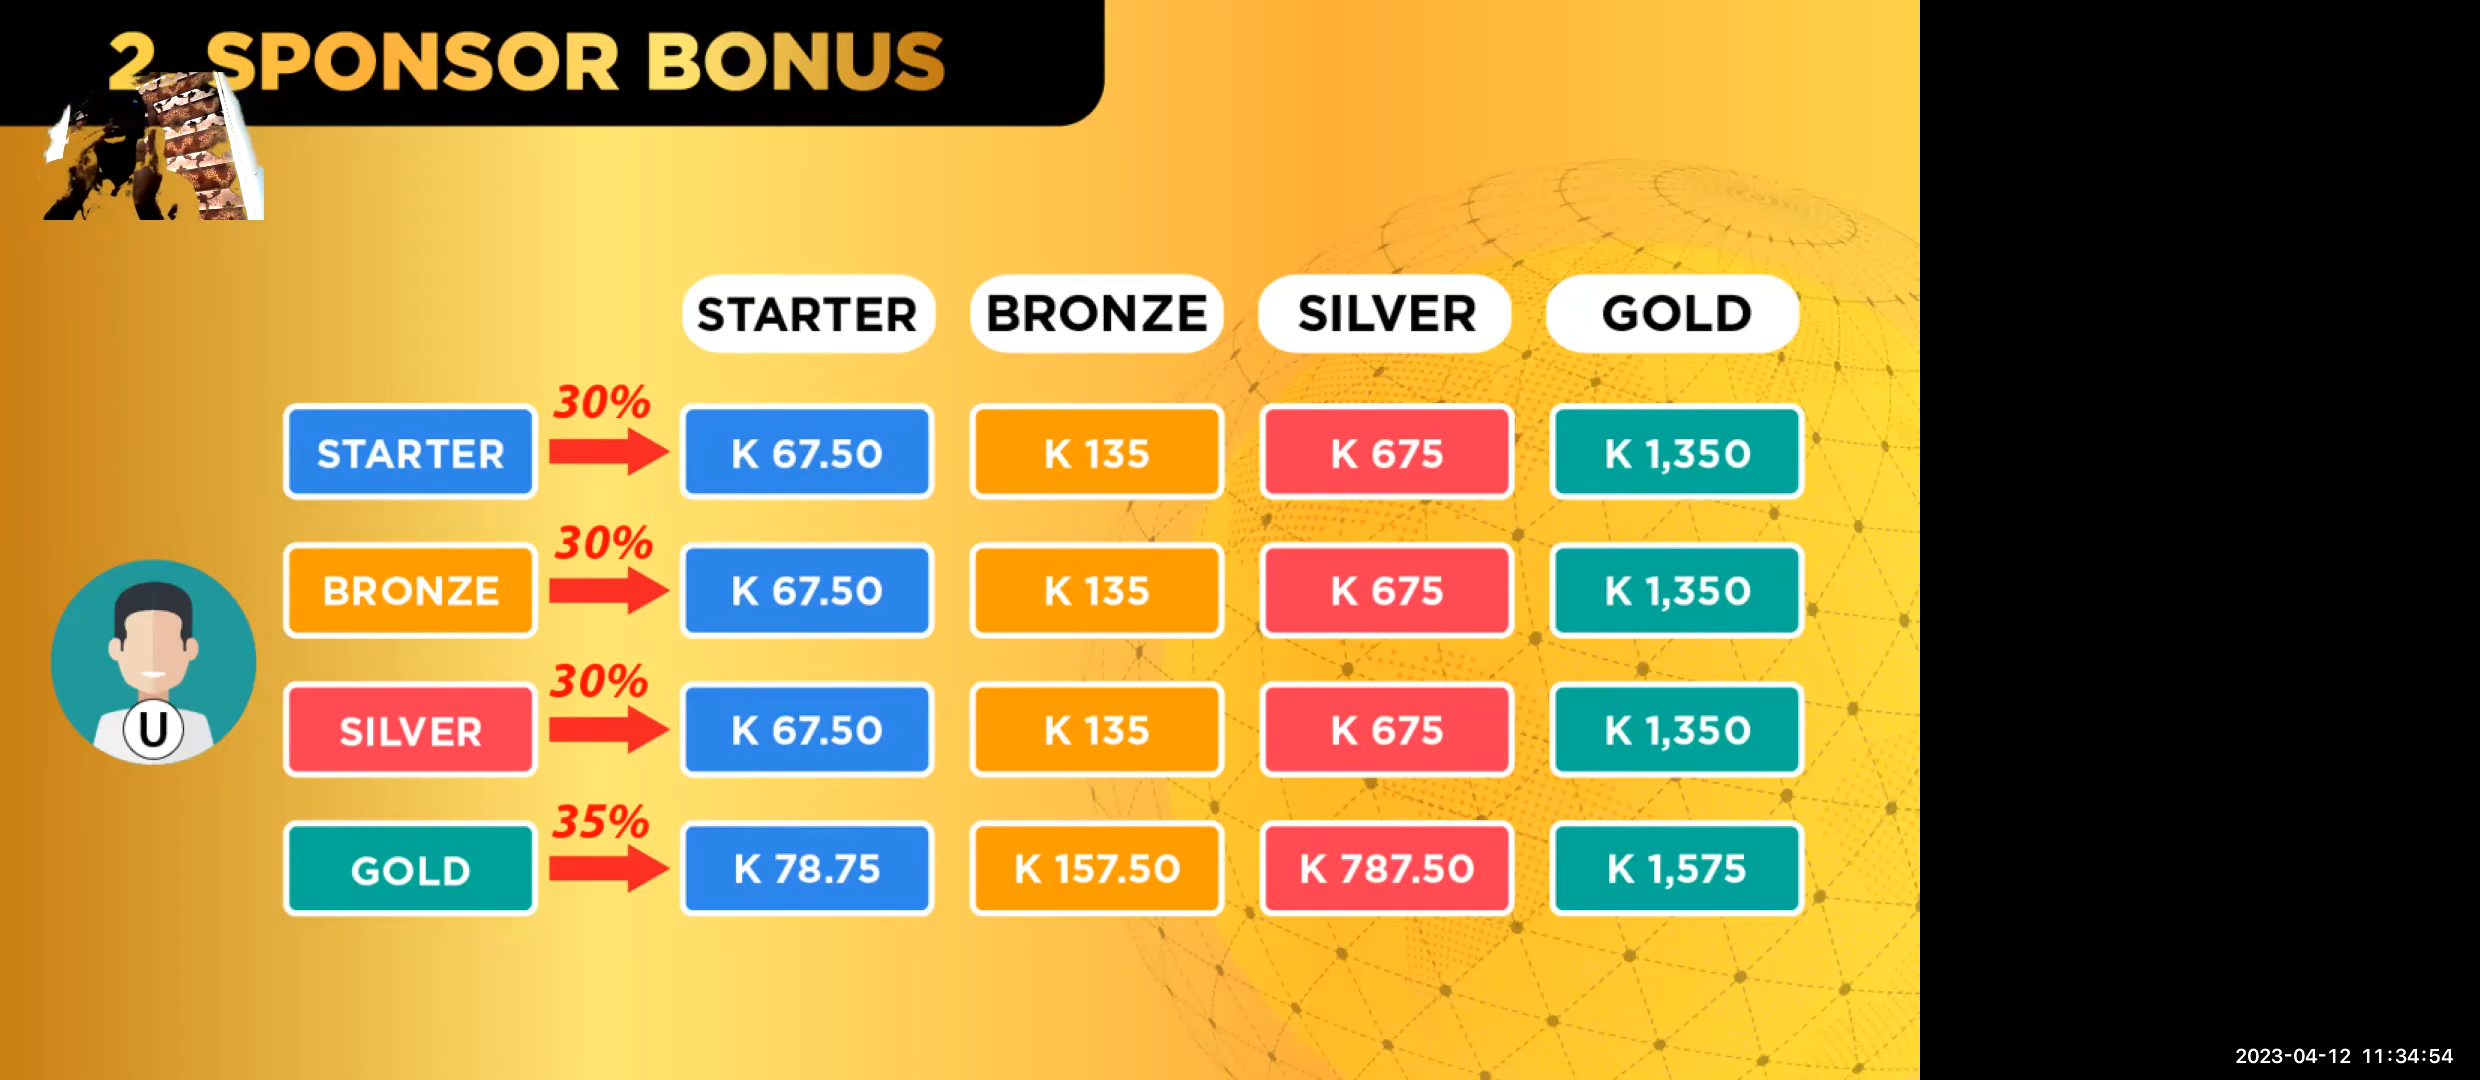 2. SPONSOR BONUS
STARTER BRONZE SILVER GOLD
30%
STARTER K 67.50 K 135 K 675 K 1,350
30%
BRONZE K 67.50 K 135 K 675 K 1,350
30%
SILVER K 67.50 K 135 K 675 K 1,350
U
35%
GOLD K 78.75 K 157.50 K 787.50 K 1,575
2023-04-12 11:34:54